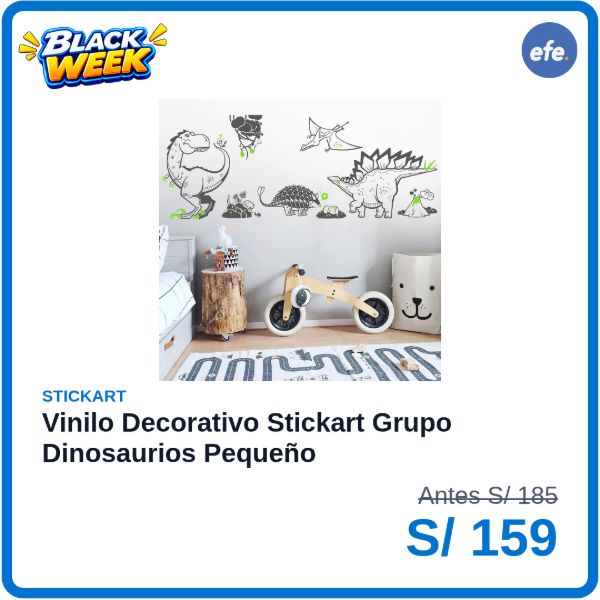 BLACK
WEEK
efe.
STICKART
Vinilo Decorativo Stickart Grupo
Dinosaurios Pequeño
Antes S/ 185
S/ 159